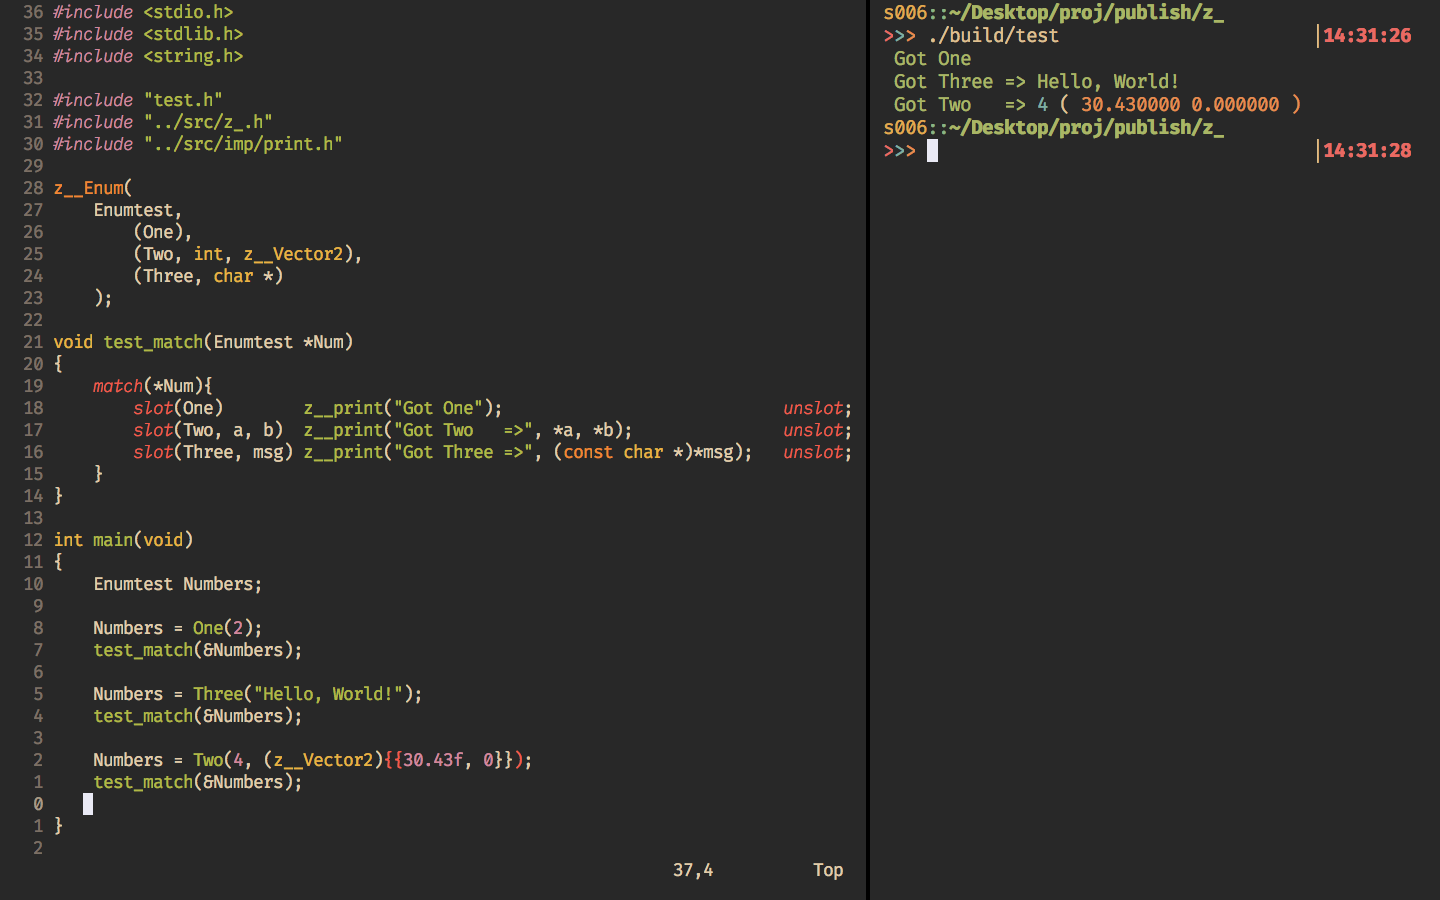 36 #include <stdio.h>
35 #include <stdlib.h>
34 #include <string.h>
33
32 #include "test.h"
31 #include "../src/z_.h"
30 #include "../src/imp/print.h"
29
28 z__Enum(
27     Enumtest,
26         (One),
25         (Two, int, z__Vector2),
24         (Three, char *)
23     );
22
21 void test_match(Enumtest *Num)
20 {
19     match(*Num){
18         slot(One)        z__print("Got One");                            unslot;
17         slot(Two, a, b)  z__print("Got Two   =>", *a, *b);               unslot;
16         slot(Three, msg) z__print("Got Three =>", (const char *)*msg);   unslot;
15     }
14 }
13
12 int main(void)
11 {
10     Enumtest Numbers;
9
8     Numbers = One(2);
7     test_match(&Numbers);
6
5     Numbers = Three("Hello, World!");
4     test_match(&Numbers);
3
2     Numbers = Two(4, (z__Vector2){{30.43f, 0}});
1     test_match(&Numbers);
0
1 }
2
37,4          Top
s006::~/Desktop/proj/publish/z_
>>> ./build/test |14:31:26
Got One
Got Three => Hello, World!
Got Two   => 4 ( 30.430000 0.000000 )
s006::~/Desktop/proj/publish/z_
>>> |14:31:28